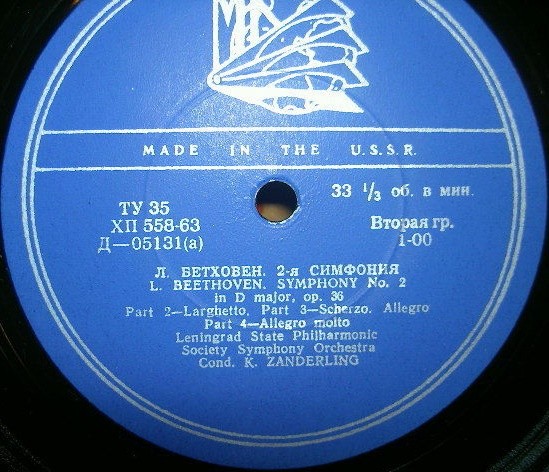 МК
MADE IN THE U.S.S.R.
ТУ 35
ХП 558-63
Д—05131(а)
33 1/3 об. в мин.
Вторая гр.
1-00
Л. БЕТХОВЕН. 2-я СИМФОНИЯ
L. BEETHOVEN. SYMPHONY No. 2
in D major, op. 36
Part 2—Larghetto. Part 3—Scherzo. Allegro
Part 4—Allegro molto
Leningrad State Philharmonic
Society Symphony Orchestra
Cond. K. ZANDERLING